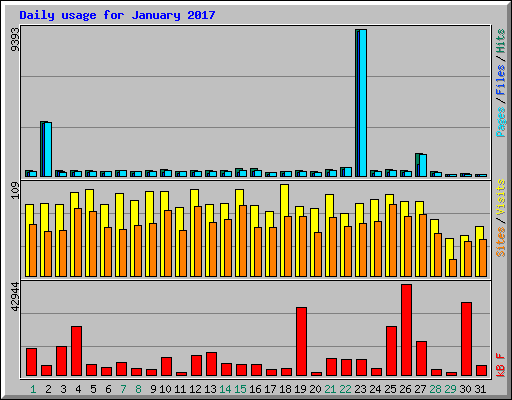 Daily usage for January 2017
9393
Pages / Files / Hits
109
Sites / Visits
42944
kB F
1 2 3 4 5 6 7 8 9 10 11 12 13 14 15 16 17 18 19 20 21 22 23 24 25 26 27 28 29 30 31